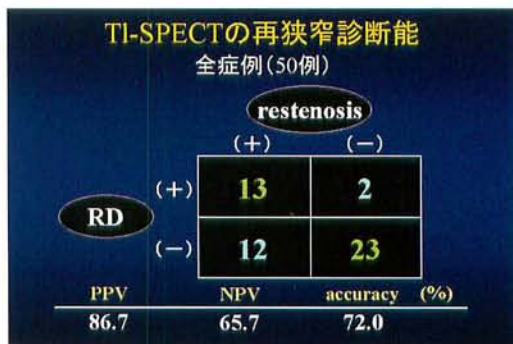 Tl-SPECTの再狭窄診断能
全症例(50例)
restenosis
(+) (-)
RD (+) 13 2
(-) 12 23
PPV NPV accuracy (%)
86.7 65.7 72.0